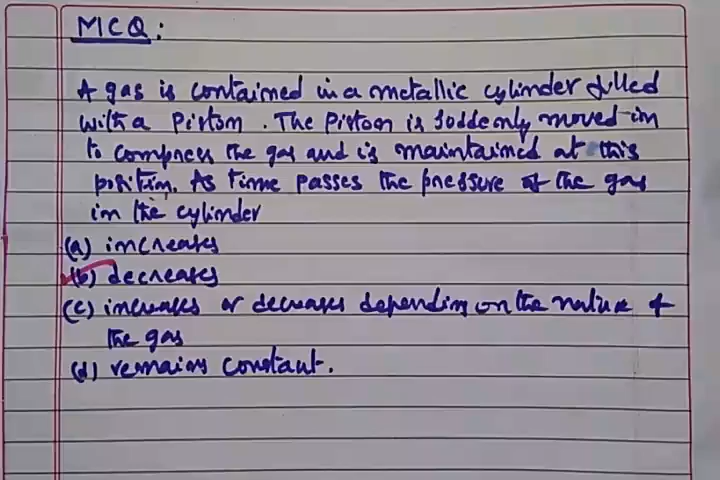 MCQ:
A gas is contained in a metallic cylinder filled
with a piston. The piston is soddenly moved in
to compress the gas and is maintained at this
position. As time passes the pressure of the gas
in the cylinder
(a) increases
(b) decreases
(c) increases or decreases depending on the nature of
the gas
(d) remains constant.